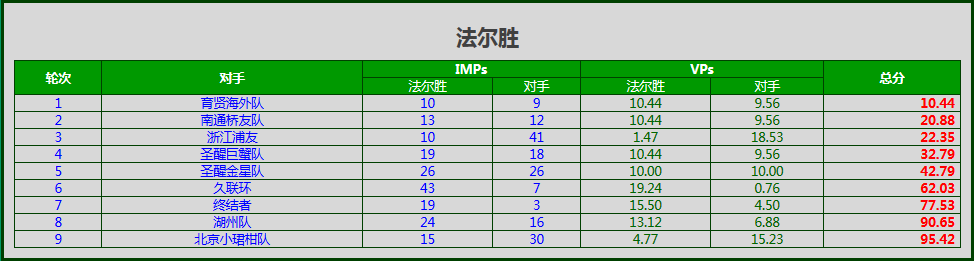 法尔胜
轮次 对手 IMPs VPs 总分
法尔胜 对手 法尔胜 对手
1 育贤海外队 10 9 10.44 9.56 10.44
2 南通桥友队 13 12 10.44 9.56 20.88
3 浙江浦友 10 41 1.47 18.53 22.35
4 圣醒巨蟹队 19 18 10.44 9.56 32.79
5 圣醒金星队 26 26 10.00 10.00 42.79
6 久联环 43 7 19.24 0.76 62.03
7 终结者 19 3 15.50 4.50 77.53
8 湖州队 24 16 13.12 6.88 90.65
9 北京小珺柑队 15 30 4.77 15.23 95.42